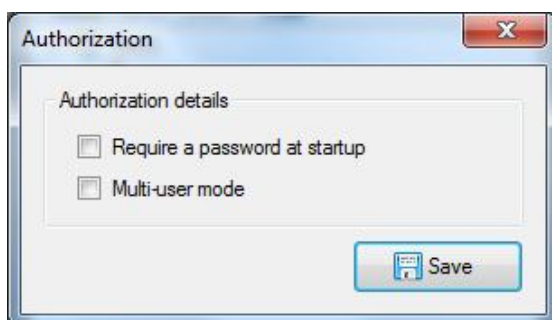 Authorization
Authorization details
Require a password at startup
Multi-user mode
Save